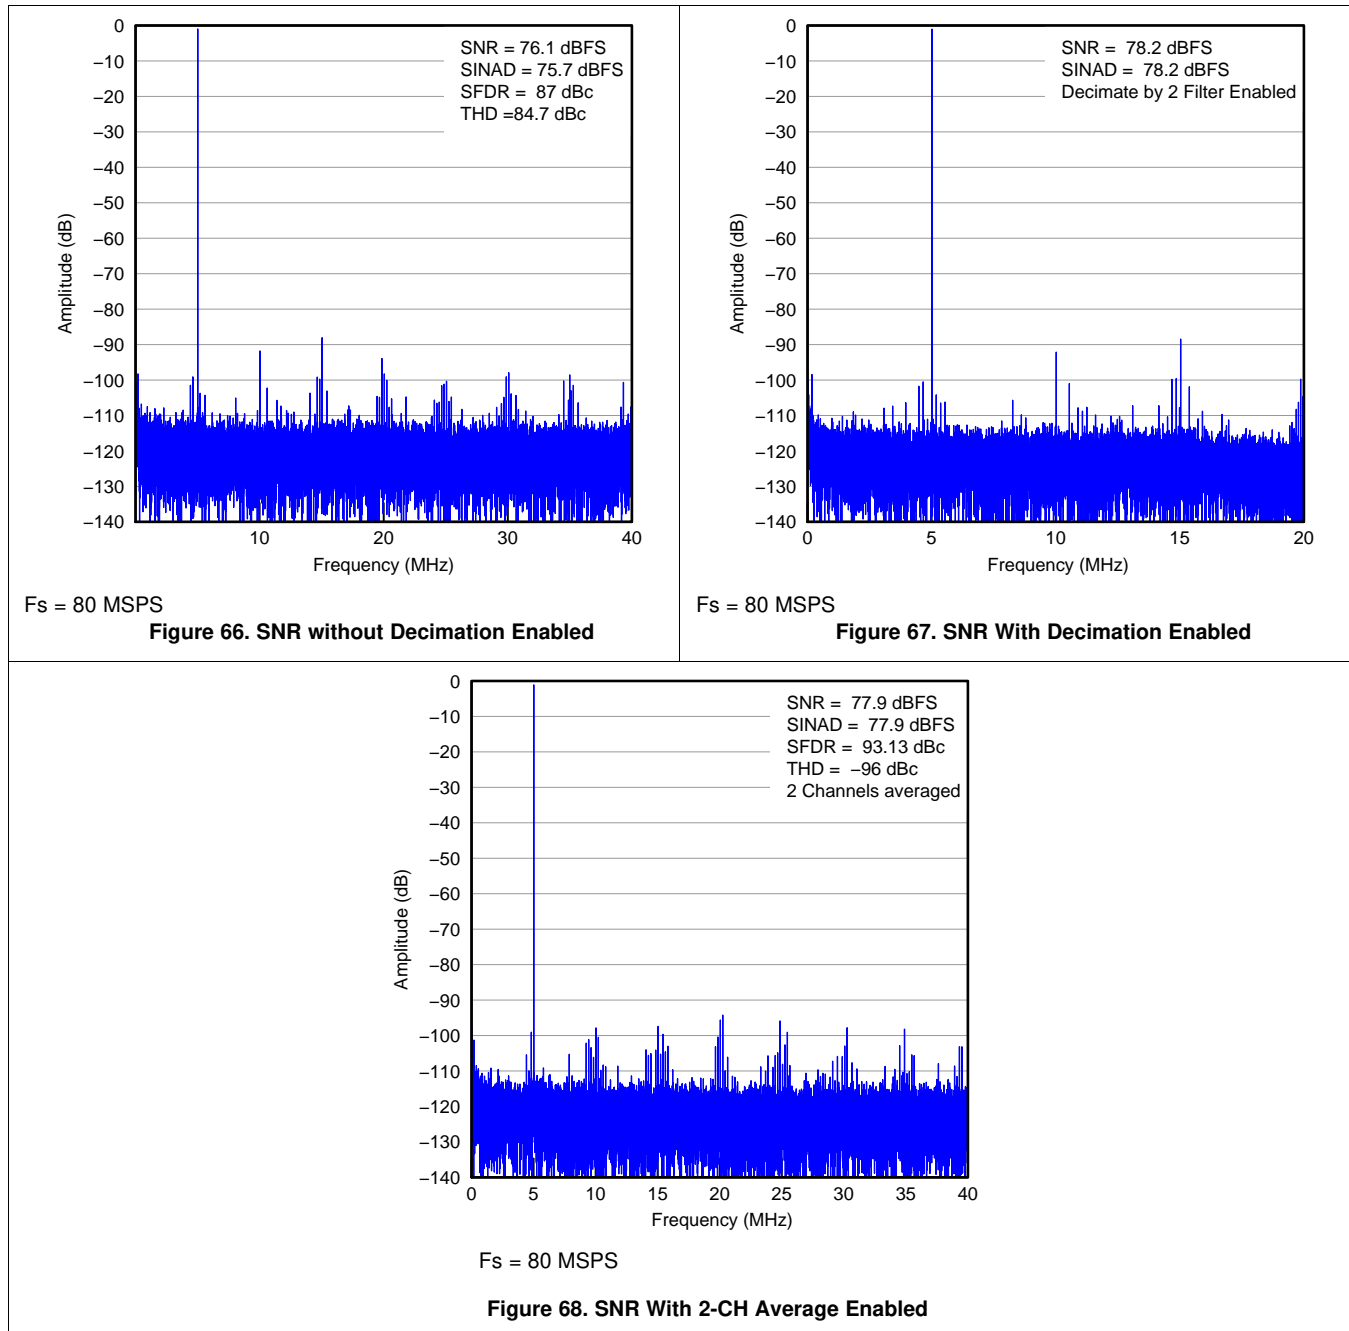 0
−10
−20
−30
−40
−50
−60
−70
−80
−90
−100
−110
−120
−130
−140
Amplitude (dB)
SNR = 76.1 dBFS
SINAD = 75.7 dBFS
SFDR = 87 dBc
THD =84.7 dBc
10 20 30 40
Frequency (MHz)
Fs = 80 MSPS
Figure 66. SNR without Decimation Enabled
0
−10
−20
−30
−40
−50
−60
−70
−80
−90
−100
−110
−120
−130
−140
Amplitude (dB)
SNR = 78.2 dBFS
SINAD = 78.2 dBFS
Decimate by 2 Filter Enabled
0 5 10 15 20
Frequency (MHz)
Fs = 80 MSPS
Figure 67. SNR With Decimation Enabled
0
−10
−20
−30
−40
−50
−60
−70
−80
−90
−100
−110
−120
−130
−140
Amplitude (dB)
SNR = 77.9 dBFS
SINAD = 77.9 dBFS
SFDR = 93.13 dBc
THD = −96 dBc
2 Channels averaged
0 5 10 15 20 25 30 35 40
Frequency (MHz)
Fs = 80 MSPS
Figure 68. SNR With 2-CH Average Enabled